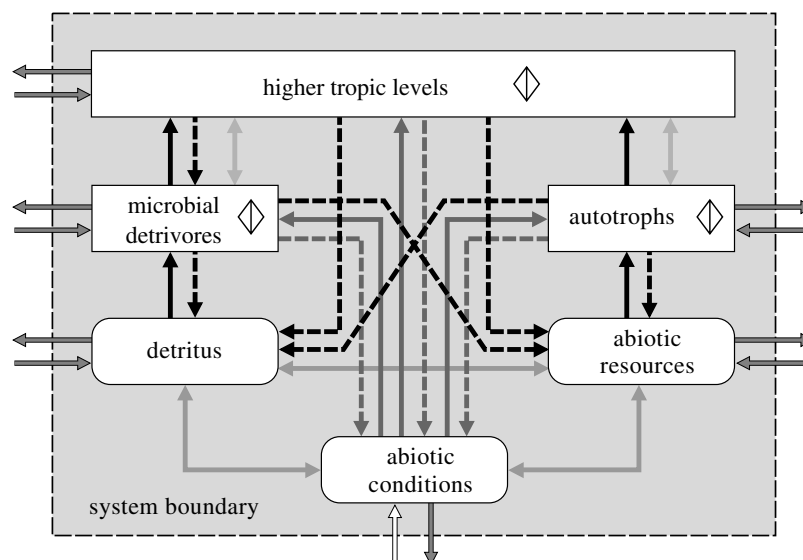 higher tropic levels
microbial
detrivores
autotrophs
detritus
abiotic
resources
abiotic
conditions
system boundary